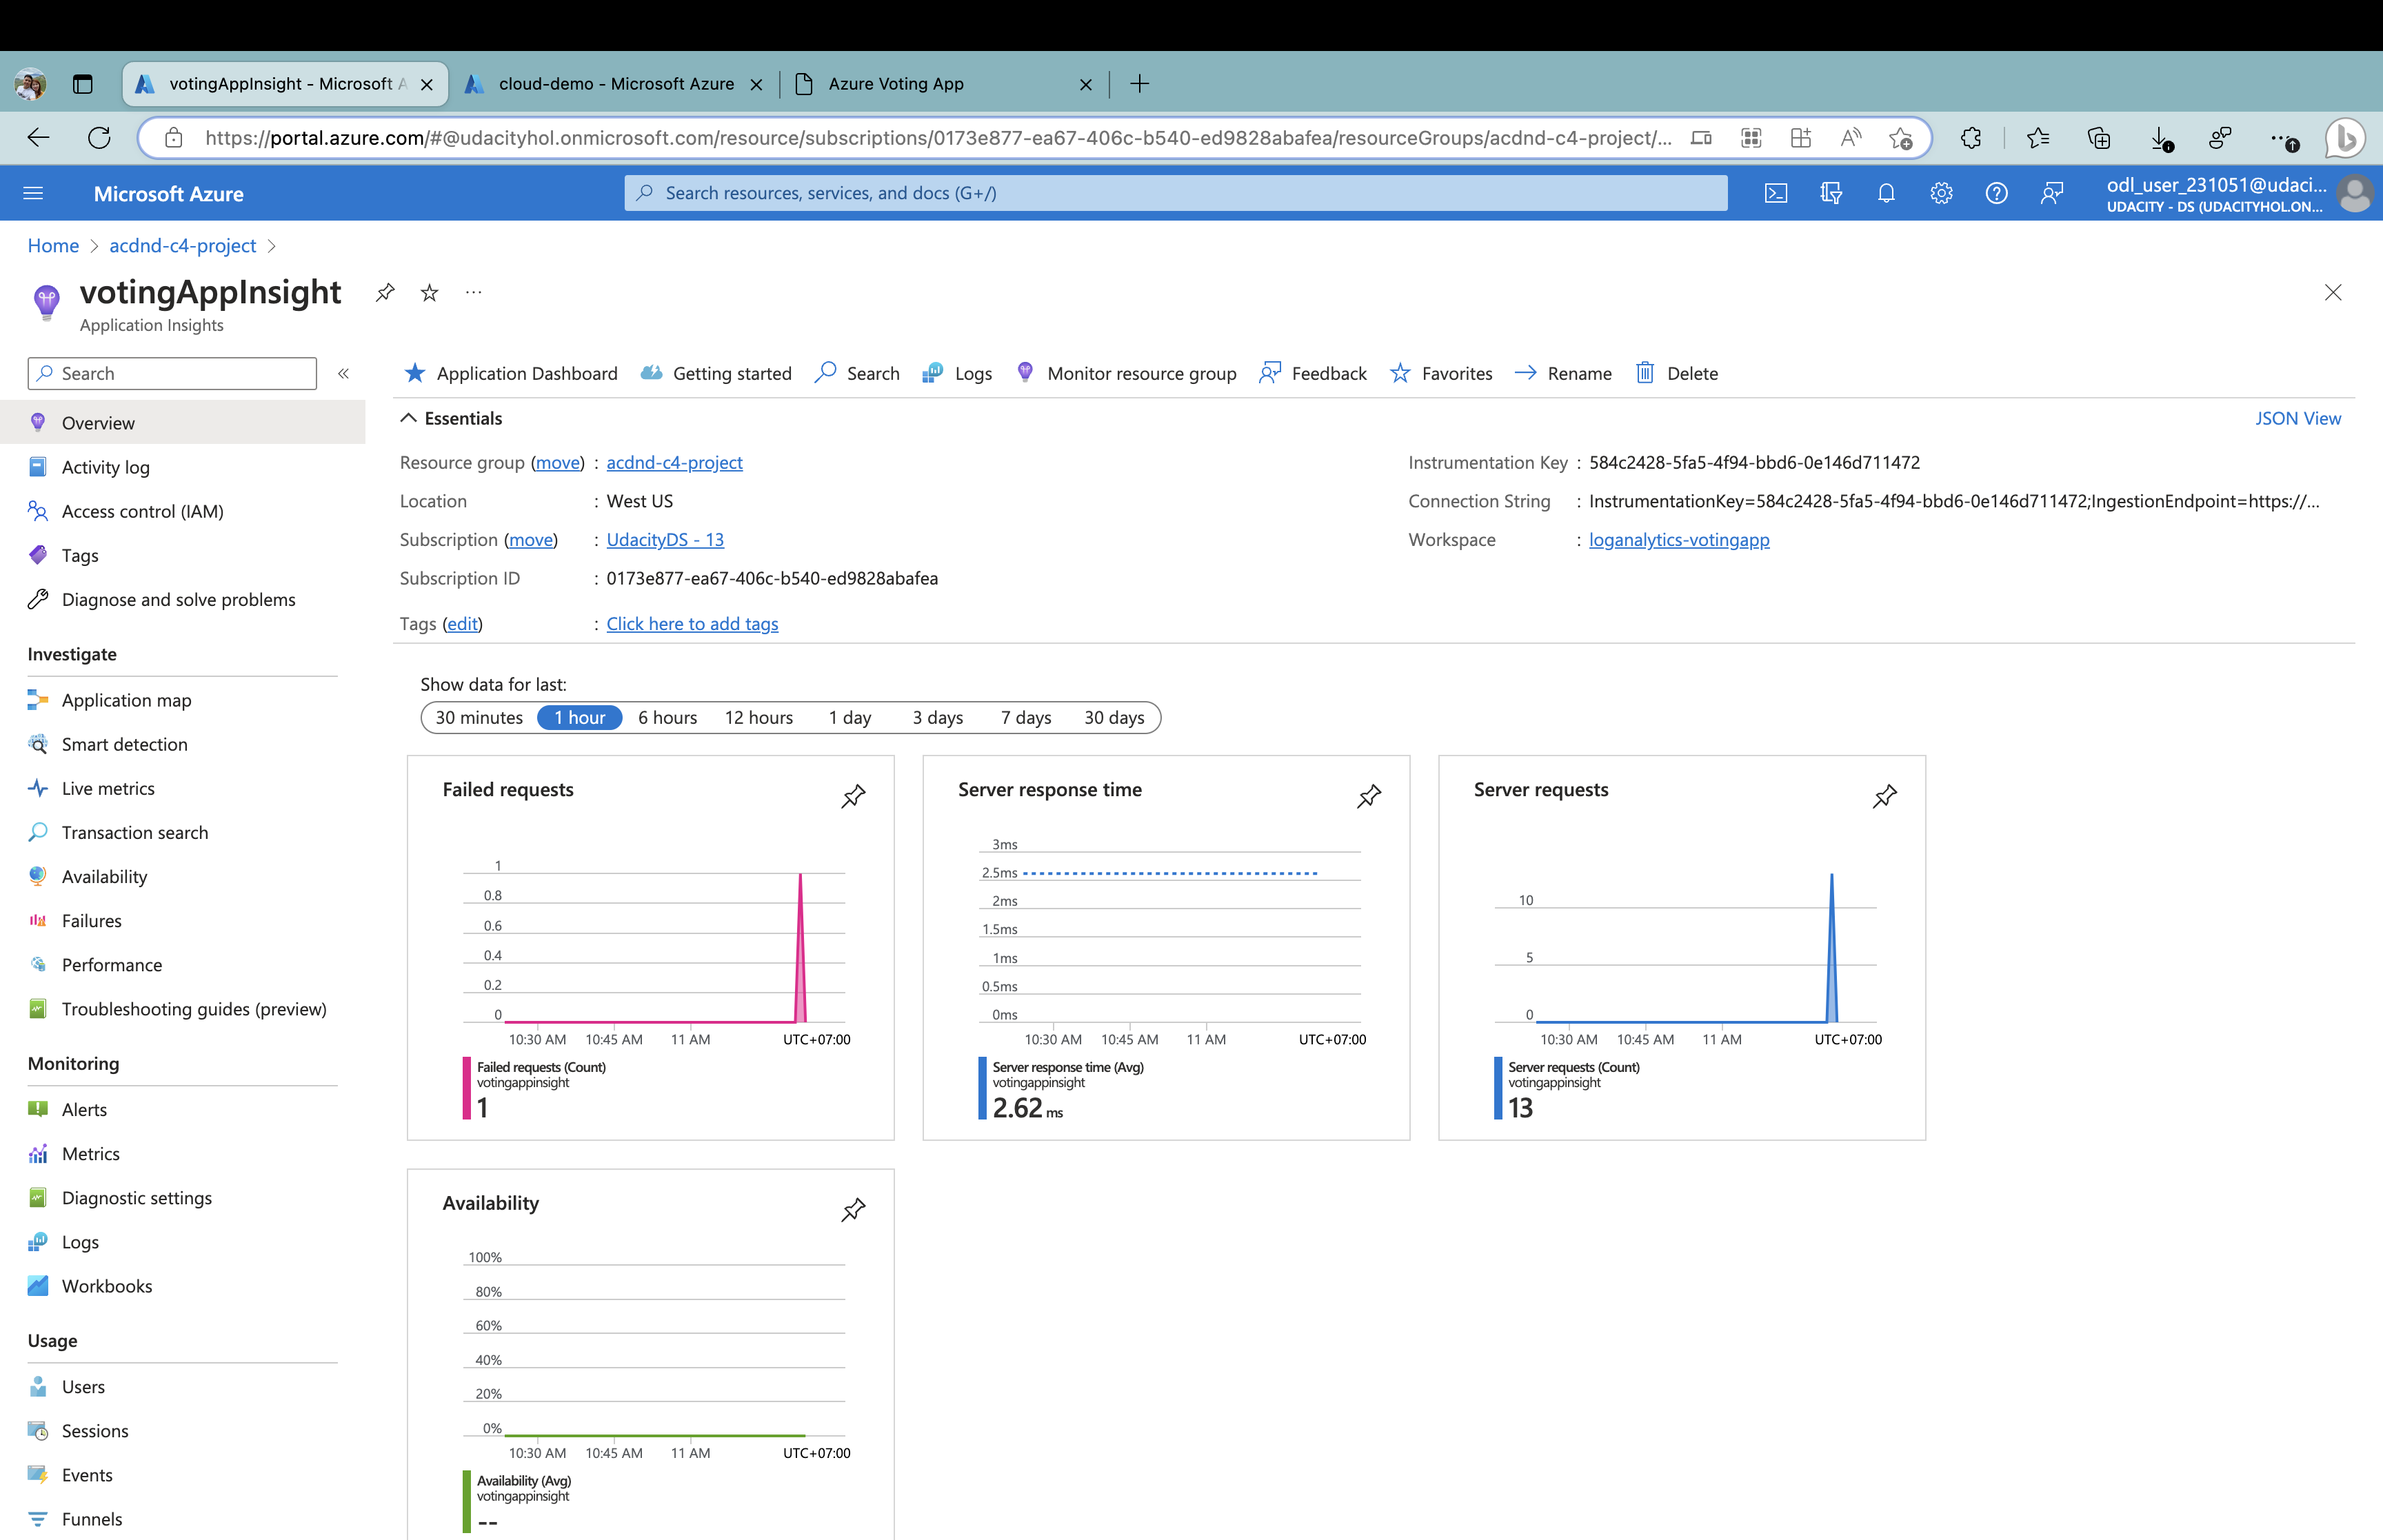 votingAppInsight - Microsoft A
cloud-demo - Microsoft Azure
Azure Voting App
https://portal.azure.com/#@udacityhol.onmicrosoft.com/resource/subscriptions/0173e877-ea67-406c-b540-ed9828abafea/resourceGroups/acdnd-c4-project/...
Microsoft Azure
Search resources, services, and docs (G+/)
odl_user_231051@udaci...
UDACITY - DS (UDACITYHOL.ON...
Home > acdnd-c4-project >
votingAppInsight
Application Insights
Search
«
Overview
Activity log
Access control (IAM)
Tags
Diagnose and solve problems
Investigate
Application map
Smart detection
Live metrics
Transaction search
Availability
Failures
Performance
Troubleshooting guides (preview)
Monitoring
Alerts
Metrics
Diagnostic settings
Logs
Workbooks
Usage
Users
Sessions
Events
Funnels
Application Dashboard
Getting started
Search
Logs
Monitor resource group
Feedback
Favorites
Rename
Delete
Essentials
JSON View
Resource group (move) : acdnd-c4-project
Location : West US
Subscription (move) : UdacityDS - 13
Subscription ID : 0173e877-ea67-406c-b540-ed9828abafea
Tags (edit) : Click here to add tags
Instrumentation Key : 584c2428-5fa5-4f94-bbd6-0e146d711472
Connection String : InstrumentationKey=584c2428-5fa5-4f94-bbd6-0e146d711472;IngestionEndpoint=https://...
Workspace : loganalytics-votingapp
Show data for last:
30 minutes 1 hour 6 hours 12 hours 1 day 3 days 7 days 30 days
Failed requests
1
0.8
0.6
0.4
0.2
0
10:30 AM 10:45 AM 11 AM UTC+07:00
Failed requests (Count)
votingappinsight
1
Server response time
3ms
2.5ms
2ms
1.5ms
1ms
0.5ms
0ms
10:30 AM 10:45 AM 11 AM UTC+07:00
Server response time (Avg)
votingappinsight
2.62 ms
Server requests
10
5
0
10:30 AM 10:45 AM 11 AM UTC+07:00
Server requests (Count)
votingappinsight
13
Availability
100%
80%
60%
40%
20%
0%
10:30 AM 10:45 AM 11 AM UTC+07:00
Availability (Avg)
votingappinsight
--